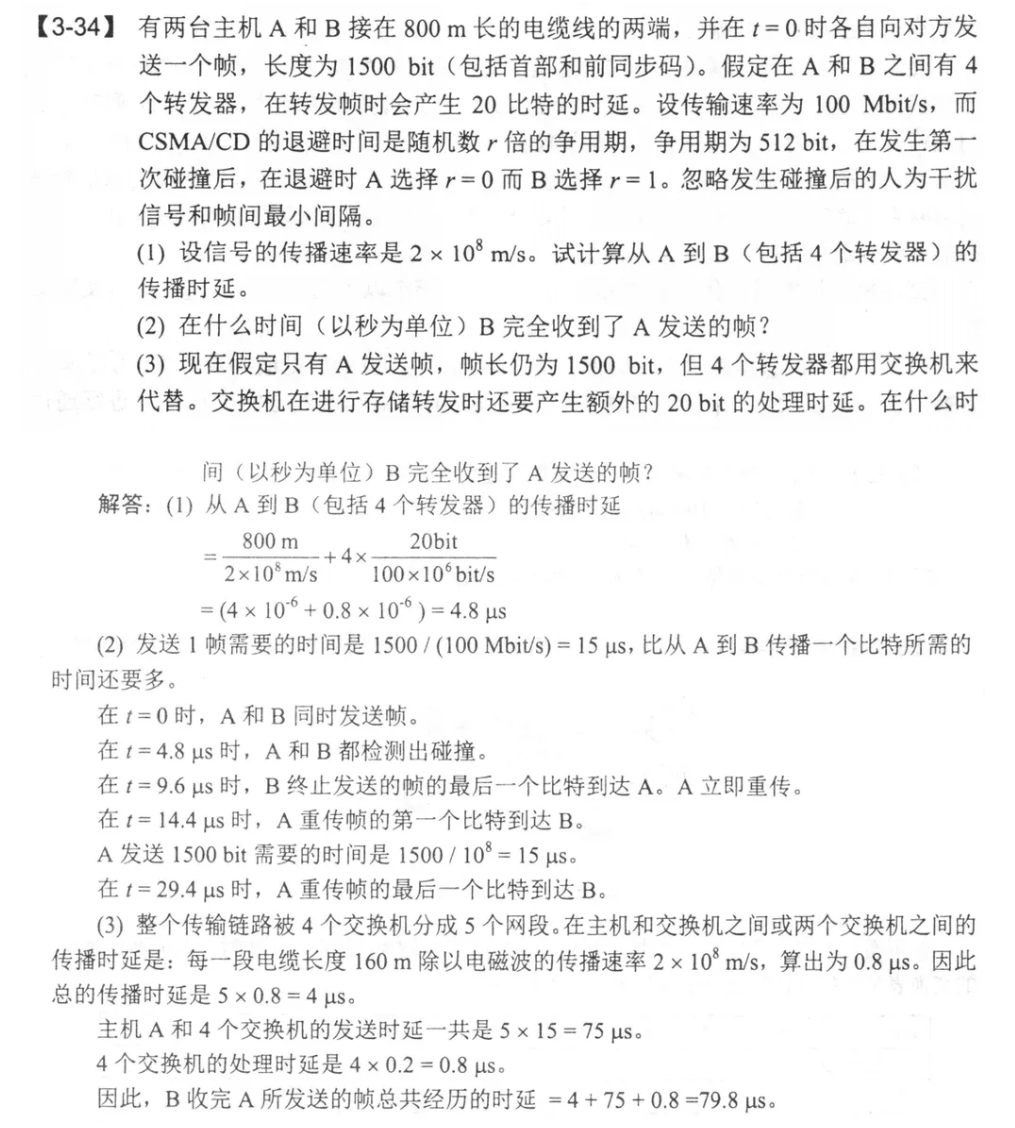 【3-34】 有两台主机 A 和 B 接在 800 m 长的电缆线的两端，并在 t = 0 时各自向对方发
送一个帧，长度为 1500 bit（包括首部和前同步码）。假定在 A 和 B 之间有 4
个转发器，在转发帧时会产生 20 比特的时延。设传输速率为 100 Mbit/s，而
CSMA/CD 的退避时间是随机数 r 倍的争用期，争用期为 512 bit，在发生第一
次碰撞后，在退避时 A 选择 r = 0 而 B 选择 r = 1。忽略发生碰撞后的人为干扰
信号和帧间最小间隔。
(1) 设信号的传播速率是 2 × 10⁸ m/s。试计算从 A 到 B（包括 4 个转发器）的
传播时延。
(2) 在什么时间（以秒为单位）B 完全收到了 A 发送的帧？
(3) 现在假定只有 A 发送帧，帧长仍为 1500 bit，但 4 个转发器都用交换机来
代替。交换机在进行存储转发时还要产生额外的 20 bit 的处理时延。在什么时
间（以秒为单位）B 完全收到了 A 发送的帧？
解答：(1) 从 A 到 B（包括 4 个转发器）的传播时延
800 m 20bit
= + 4×
2×10⁸ m/s 100×10⁶ bit/s
= (4 × 10⁻⁶ + 0.8 × 10⁻⁶ ) = 4.8 μs
(2) 发送 1 帧需要的时间是 1500 / (100 Mbit/s) = 15 μs，比从 A 到 B 传播一个比特所需的
时间还要多。
在 t = 0 时，A 和 B 同时发送帧。
在 t = 4.8 μs 时，A 和 B 都检测出碰撞。
在 t = 9.6 μs 时，B 终止发送的帧的最后一个比特到达 A。A 立即重传。
在 t = 14.4 μs 时，A 重传帧的第一个比特到达 B。
A 发送 1500 bit 需要的时间是 1500 / 10⁸ = 15 μs。
在 t = 29.4 μs 时，A 重传帧的最后一个比特到达 B。
(3) 整个传输链路被 4 个交换机分成 5 个网段。在主机和交换机之间或两个交换机之间的
传播时延是：每一段电缆长度 160 m 除以电磁波的传播速率 2 × 10⁸ m/s，算出为 0.8 μs。因此
总的传播时延是 5 × 0.8 = 4 μs。
主机 A 和 4 个交换机的发送时延一共是 5 × 15 = 75 μs。
4 个交换机的处理时延是 4 × 0.2 = 0.8 μs。
因此，B 收完 A 所发送的帧总共经历的时延 = 4 + 75 + 0.8 =79.8 μs。